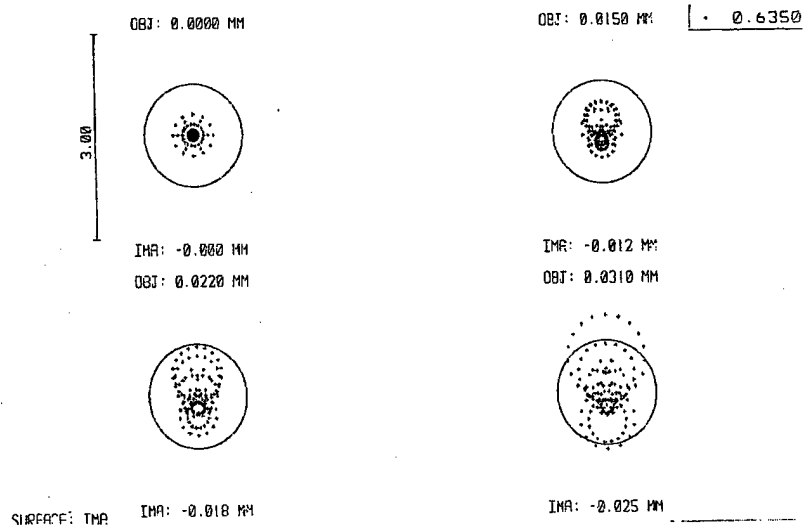 OBJ: 0.0000 MM
OBJ: 0.0150 MM
· 0.6350
3.00
IMA: -0.000 MM
IMA: -0.012 MM
OBJ: 0.0220 MM
OBJ: 0.0310 MM
IMA: -0.018 MM
IMA: -0.025 MM
SURFACE: IMA